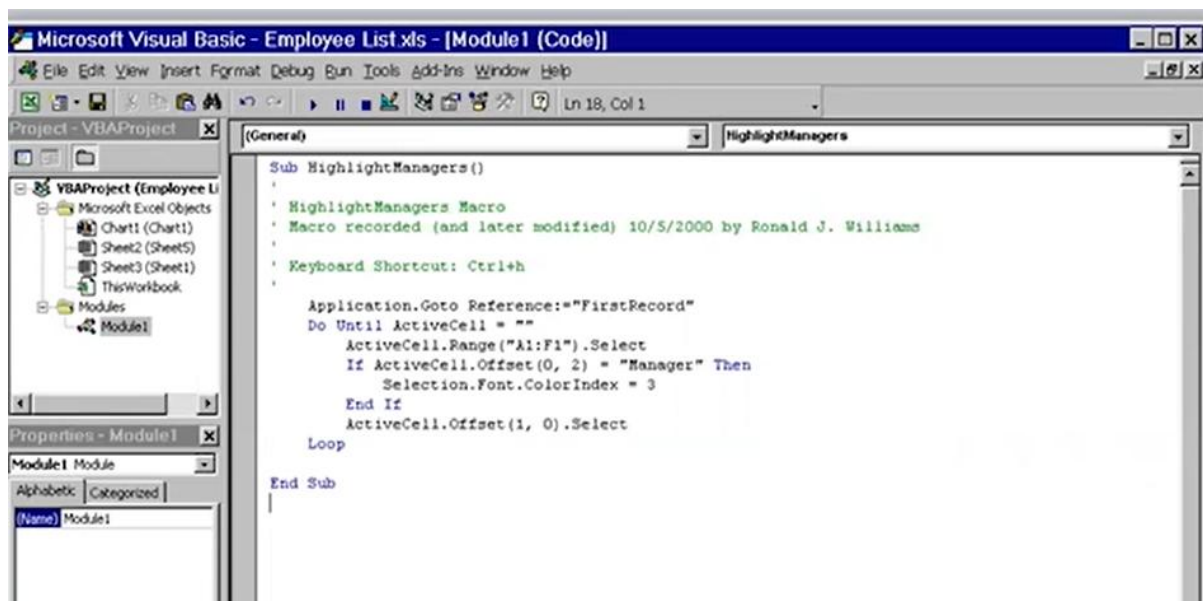 Microsoft Visual Basic - Employee List.xls - [Module1 (Code)]
File Edit View Insert Format Debug Run Tools Add-Ins Window Help
Ln 18, Col 1
Project - VBAProject
(General)
HighlightManagers
VBAProject (Employee Li
Microsoft Excel Objects
Chart1 (Chart1)
Sheet2 (Sheet5)
Sheet3 (Sheet1)
ThisWorkbook
Modules
Module1
Properties - Module1
Module1 Module
Alphabetic Categorized
(Name) Module1
Sub HighlightManagers()
'
' HighlightManagers Macro
' Macro recorded (and later modified) 10/5/2000 by Ronald J. Williams
'
' Keyboard Shortcut: Ctrl+h
'
Application.Goto Reference:="FirstRecord"
Do Until ActiveCell = ""
ActiveCell.Range("A1:F1").Select
If ActiveCell.Offset(0, 2) = "Manager" Then
Selection.Font.ColorIndex = 3
End If
ActiveCell.Offset(1, 0).Select
Loop
End Sub